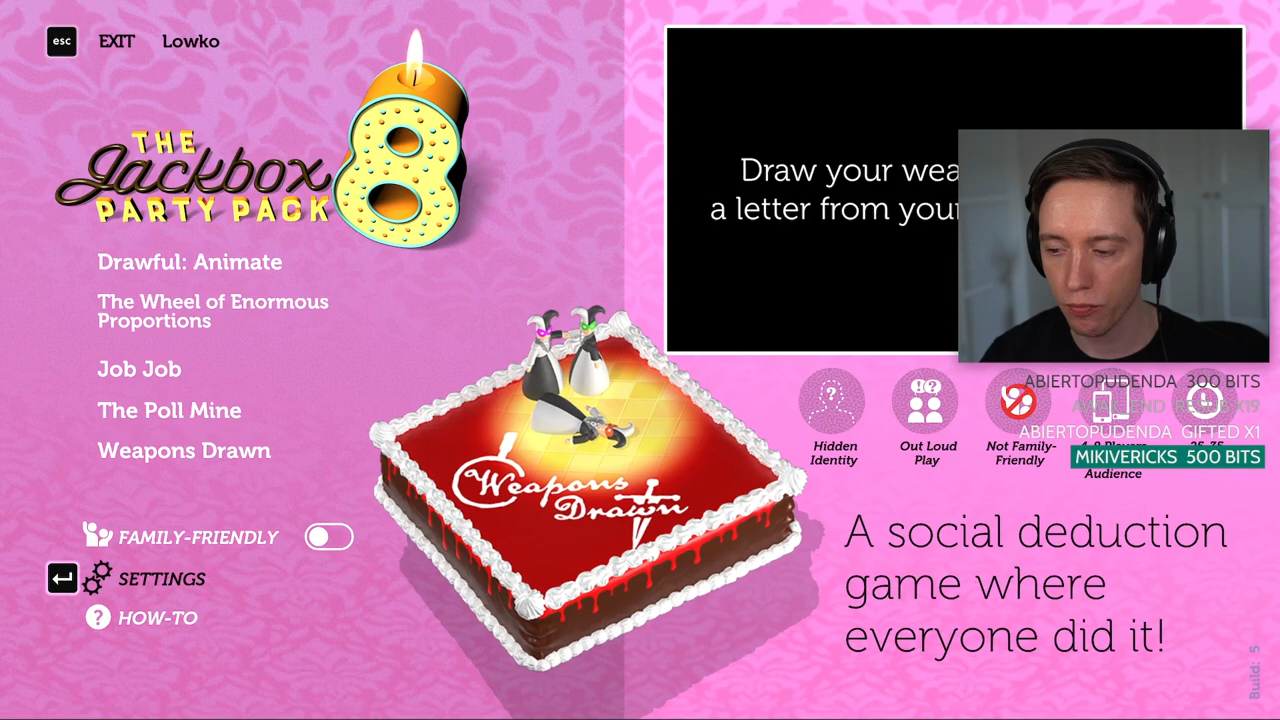 esc EXIT Lowko
THE
Jackbox
PARTY PACK
8
Drawful: Animate
The Wheel of Enormous
Proportions
Job Job
The Poll Mine
Weapons Drawn
FAMILY-FRIENDLY
SETTINGS
HOW-TO
Weapons
Drawn
Draw your
a letter from your
Hidden
Identity
Out Loud
Play
Not Family-
Friendly
Audience
ABIERTOPUDENDA 300 BITS
ABIERTOPUDENDA GIFTED X1
MIKIVERICKS 500 BITS
A social deduction
game where
everyone did it!
Build: 5